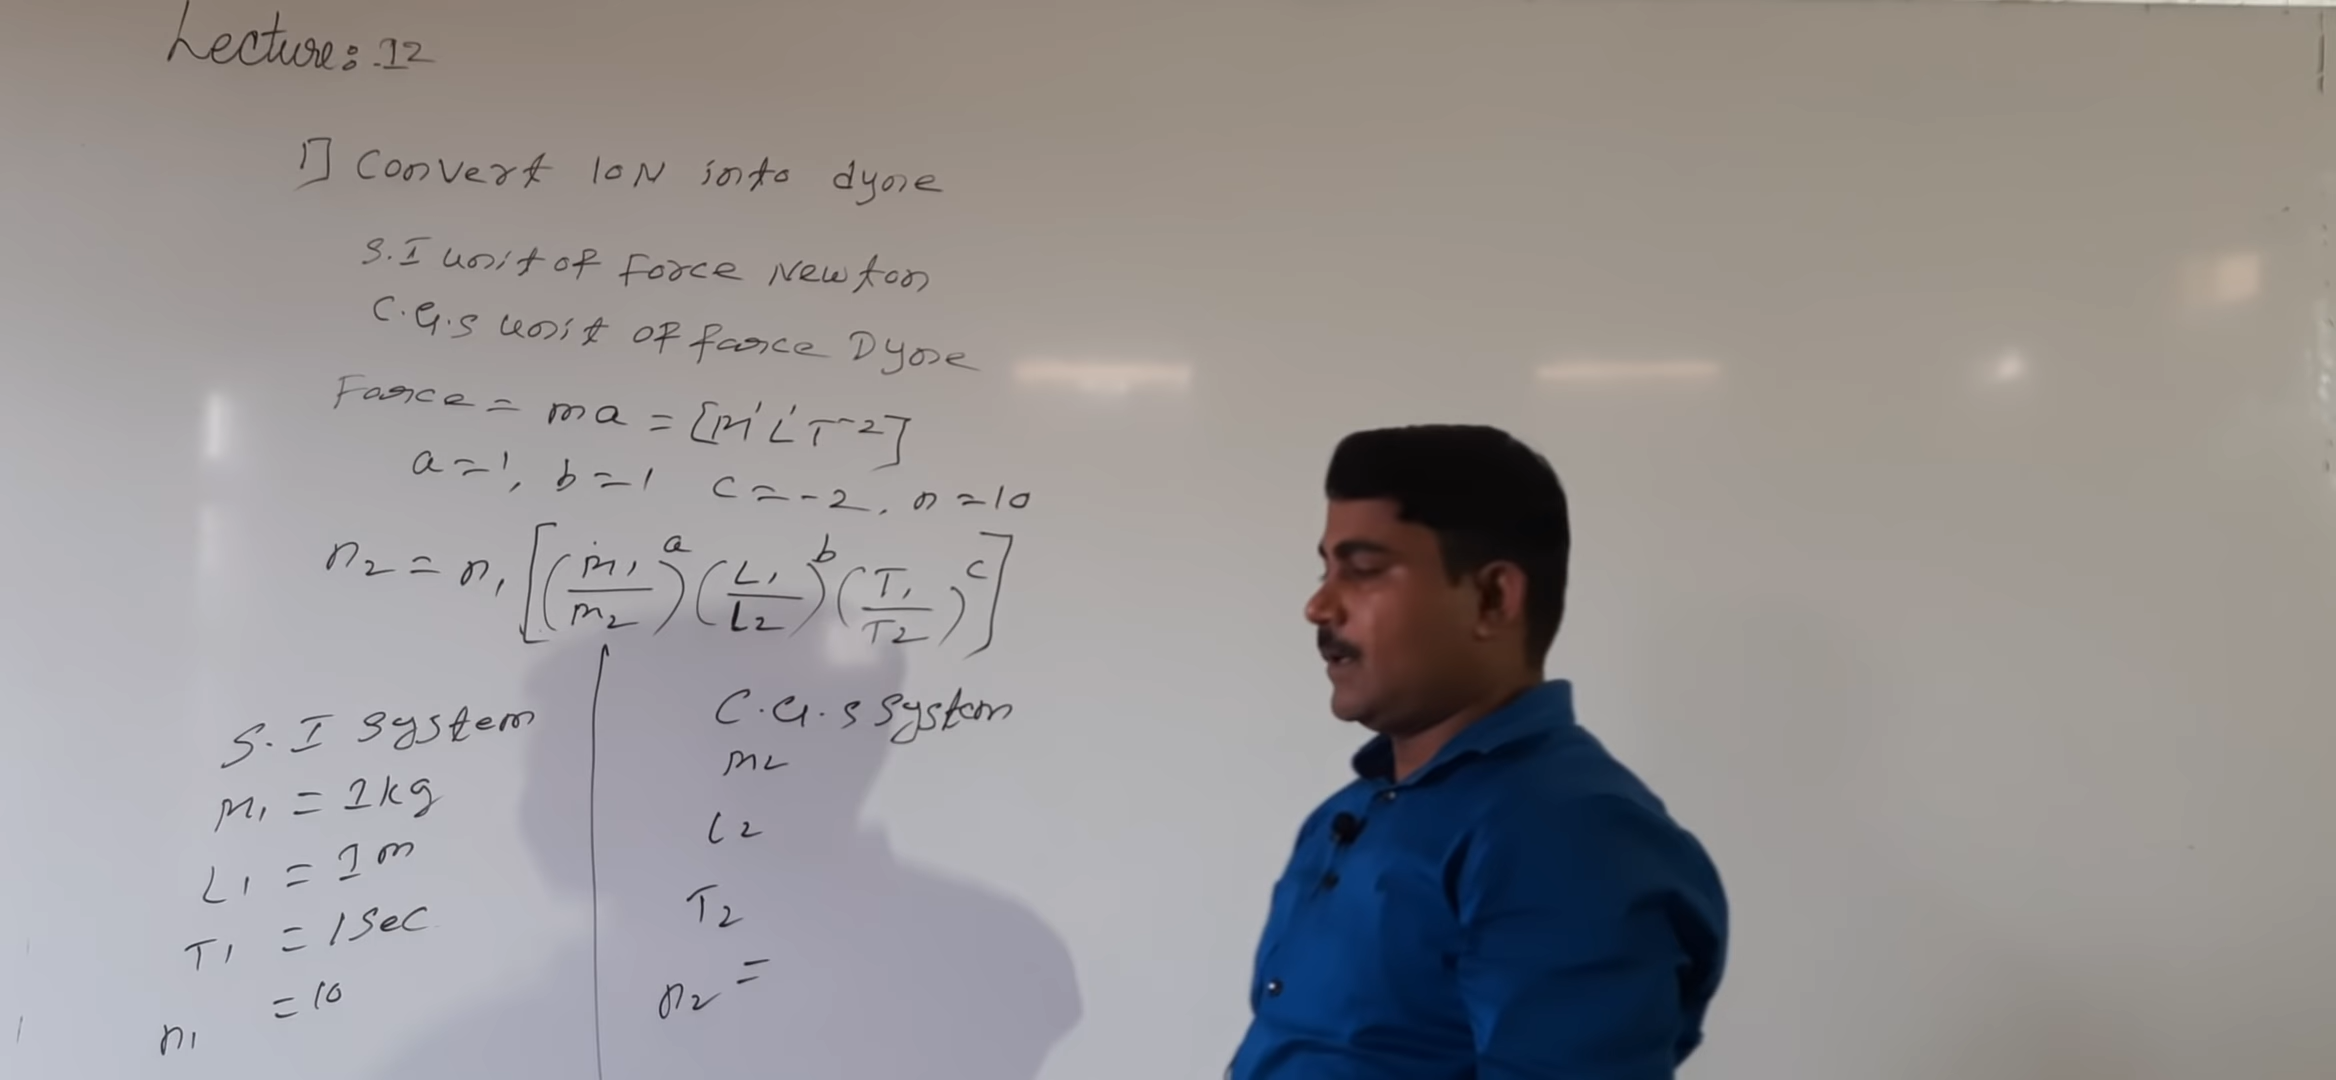 Lecture: 12
1] Convert 10N into dyne
S.I unit of Force Newton
C.G.S unit of force Dyne
Force = ma = [M¹L¹T⁻²]
a=1, b=1 c=-2, n=10
n₂ = n₁ [(M₁/M₂)ᵃ (L₁/L₂)ᵇ (T₁/T₂)ᶜ]
S.I System
M₁ = 1kg
L₁ = 1m
T₁ = 1Sec
n₁ = 10
C.G.S System
M₂
L₂
T₂
n₂ =